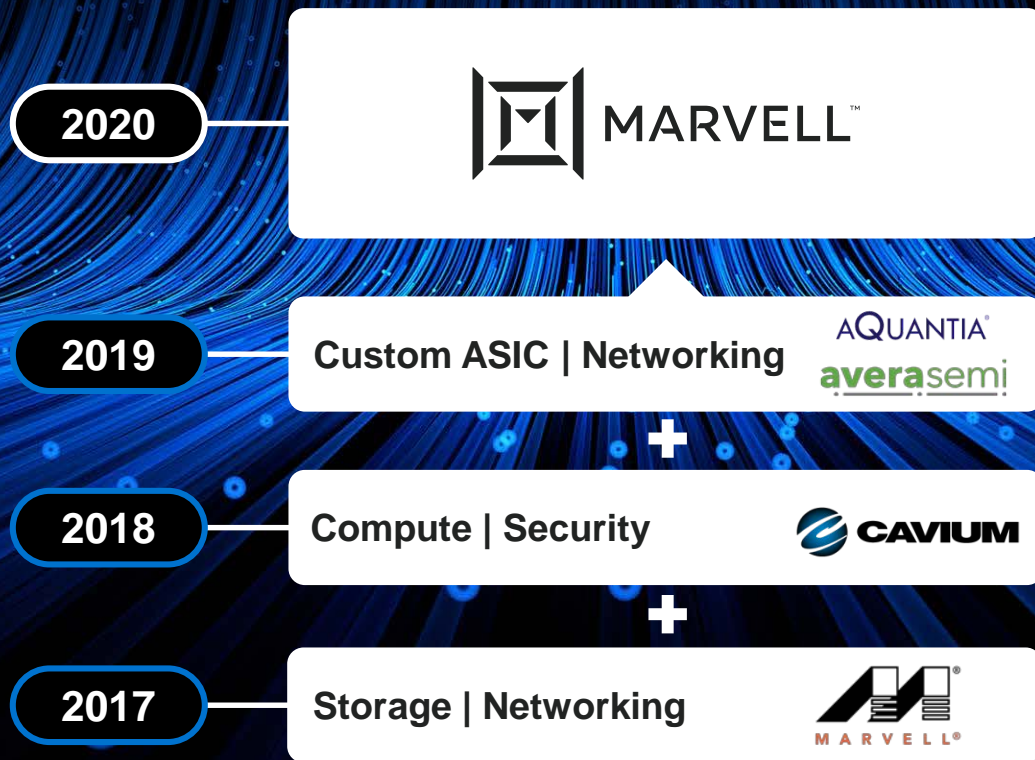 2020
MARVELL™
2019
Custom ASIC | Networking
AQUANTIA®
averasemi
2018
Compute | Security
CAVIUM
2017
Storage | Networking
MARVELL®